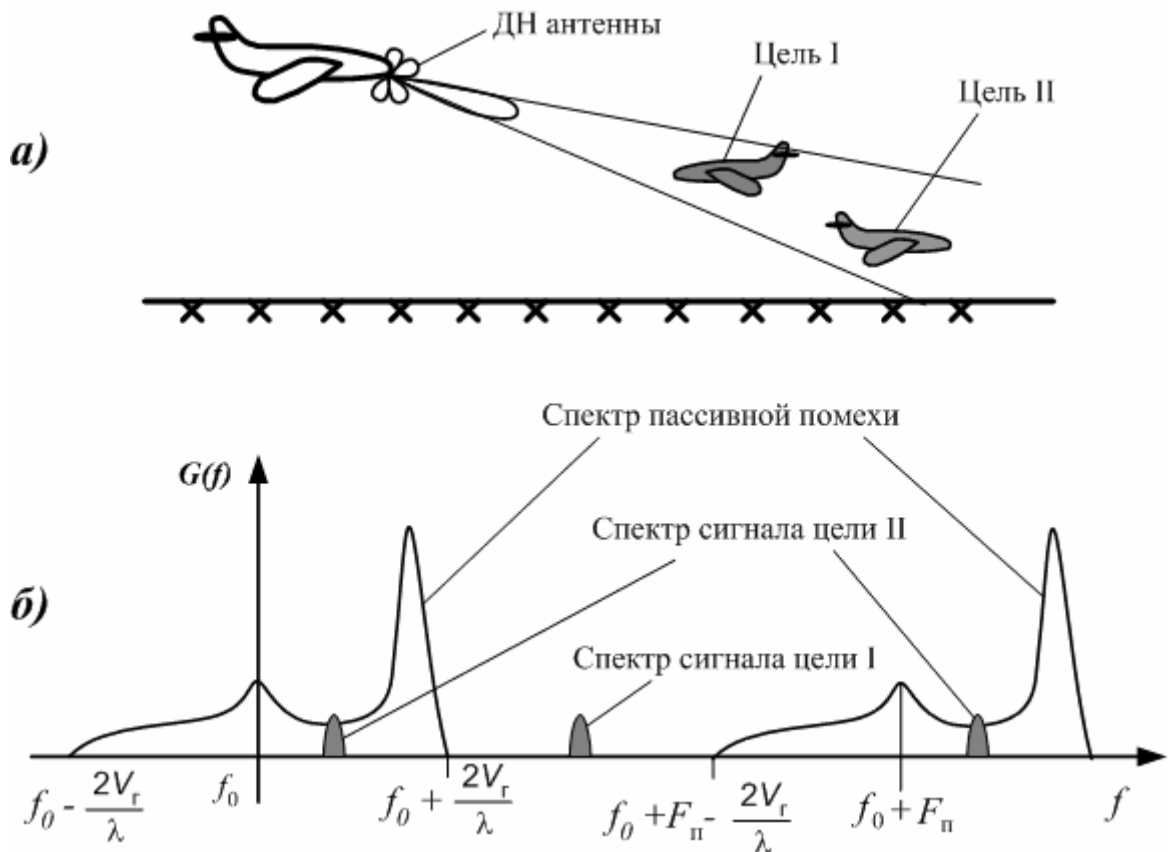 ДН антенны
Цель I
Цель II
а)
Спектр пассивной помехи
G(f)
Спектр сигнала цели II
б)
Спектр сигнала цели I
f₀ - 2Vг/λ
f₀
f₀ + 2Vг/λ
f₀ + Fп - 2Vг/λ
f₀ + Fп
f